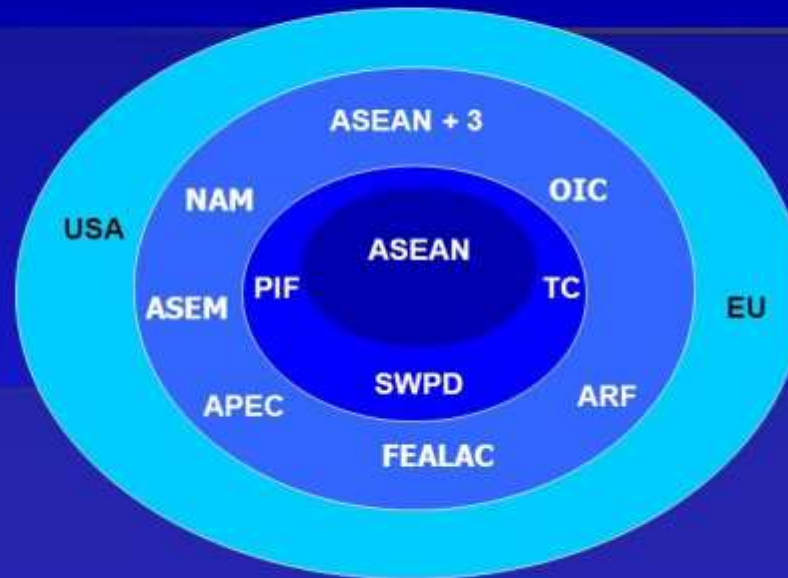 ASEAN + 3
NAM
OIC
USA
ASEAN
PIF
TC
ASEM
EU
SWPD
APEC
ARF
FEALAC